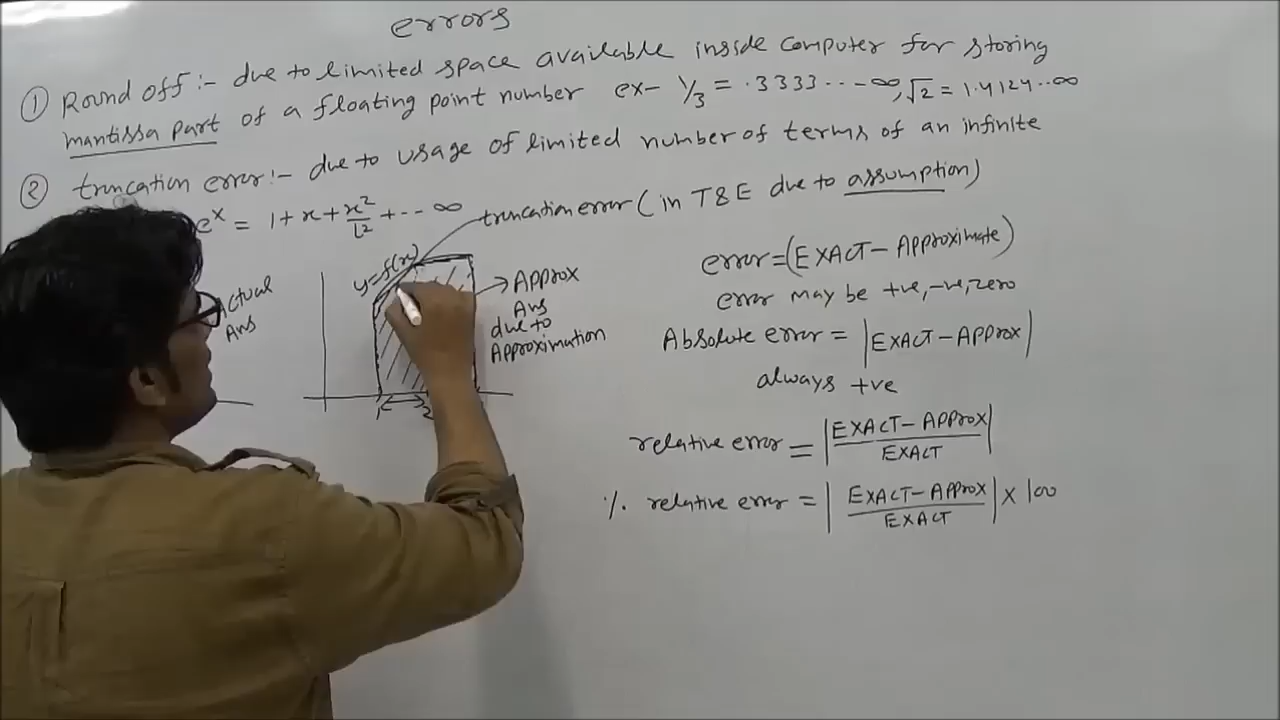 errors
① Round off :- due to limited space available inside computer for storing
mantissa part of a floating point number ex- 1/3 = .3333...-∞, √2 = 1.4124..∞
② truncation error:- due to usage of limited number of terms of an infinite
e^x = 1 + x + x²/⌊2 + -- ∞
truncation error (in T&E due to assumption)
y=f(x)
Actual
Ans
Approx
Ans
due to
Approximation
1 2
error = (EXACT - Approximate)
error may be +ve, -ve, zero
Absolute error = |EXACT - APProx|
always +ve
relative error = |EXACT - APProx / EXACT|
% relative error = |EXACT - APProx / EXACT| × 100